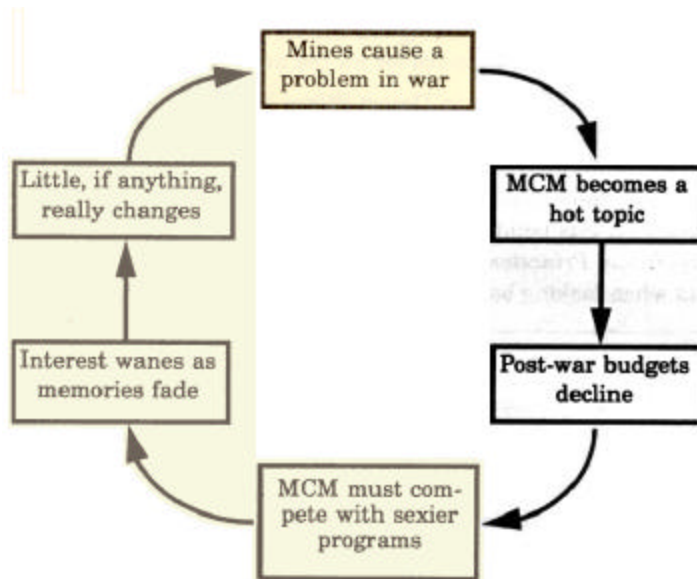 Mines cause a
problem in war
MCM becomes a
hot topic
Post-war budgets
decline
MCM must com-
pete with sexier
programs
Interest wanes as
memories fade
Little, if anything,
really changes